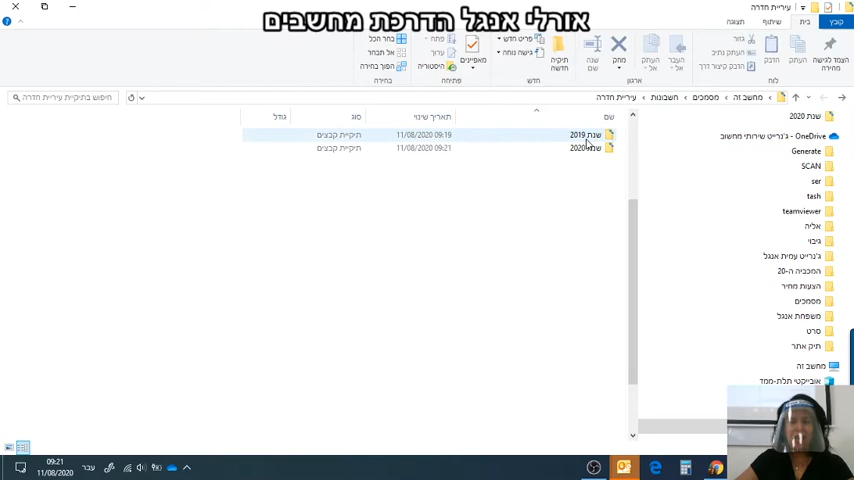 אורלי אנגל הדרכת מחשבים
עיריית חדרה
קובץ
בית
שיתוף
תצוגה
הצמד לגישה מהירה
העתק
הדבק
גזור
העתק נתיב
הדבק קיצור דרך
לוח
העבר אל
העתק אל
מחק
שנה שם
ארגון
תיקיה חדשה
פריט חדש
גישה נוחה
חדש
מאפיינים
פתח
ערוך
היסטוריה
פתיחה
בחר הכל
אל תבחר
הפוך בחירה
בחירה
מחשב זה
מסמכים
חשבונות
עיריית חדרה
חיפוש בתיקיית עיריית חדרה
שם
תאריך שינוי
סוג
גודל
שנת 2019
11/08/2020 09:19
תיקיית קבצים
שנת 2020
11/08/2020 09:21
תיקיית קבצים
שנת 2020
OneDrive - ג'נרייט שירותי מחשוב
Generate
SCAN
ser
tash
teamviewer
אליה
גיבוי
ג'נרייט עמית אנגל
המכביה ה-20
הצעות מחיר
מסמכים
משפחת אנגל
סרט
תיק אתר
מחשב זה
אובייקטי תלת-ממד
עבר
09:21
11/08/2020